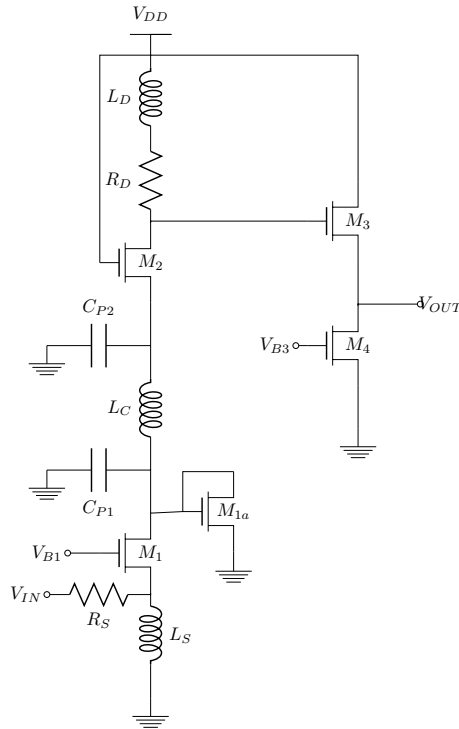 V_{DD}
L_D
R_D
M_3
M_2
C_{P2}
V_{OUT}
V_{B3}
M_4
L_C
C_{P1}
M_{1a}
V_{B1}
M_1
V_{IN}
R_S
L_S